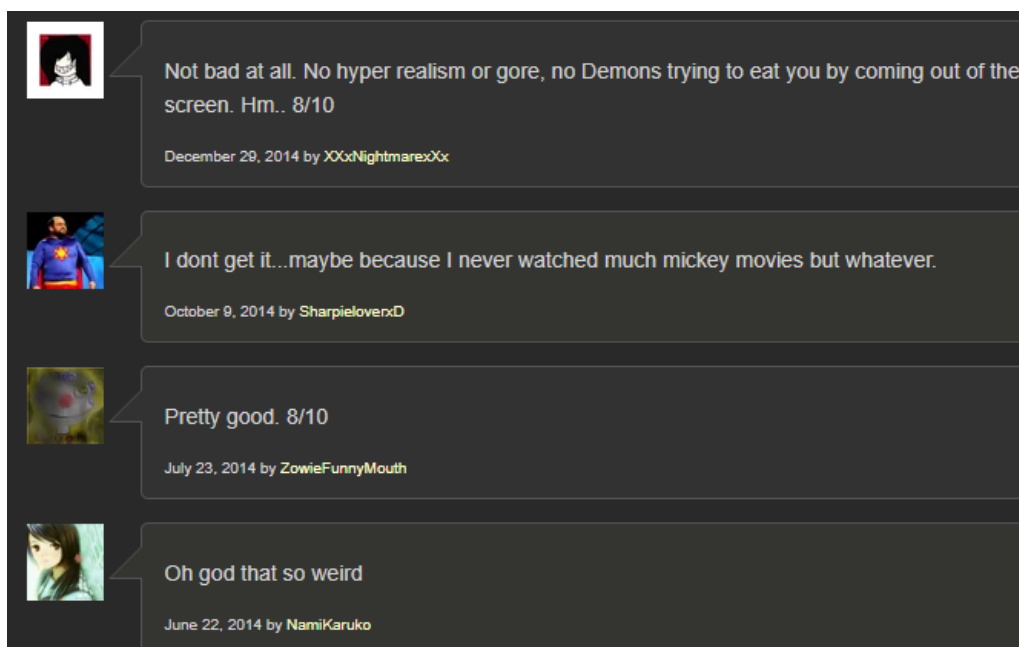 Not bad at all. No hyper realism or gore, no Demons trying to eat you by coming out of the
screen. Hm.. 8/10
December 29, 2014 by XXxNightmarexXx
I dont get it...maybe because I never watched much mickey movies but whatever.
October 9, 2014 by SharpieloverxD
Pretty good. 8/10
July 23, 2014 by ZowieFunnyMouth
Oh god that so weird
June 22, 2014 by NamiKaruko